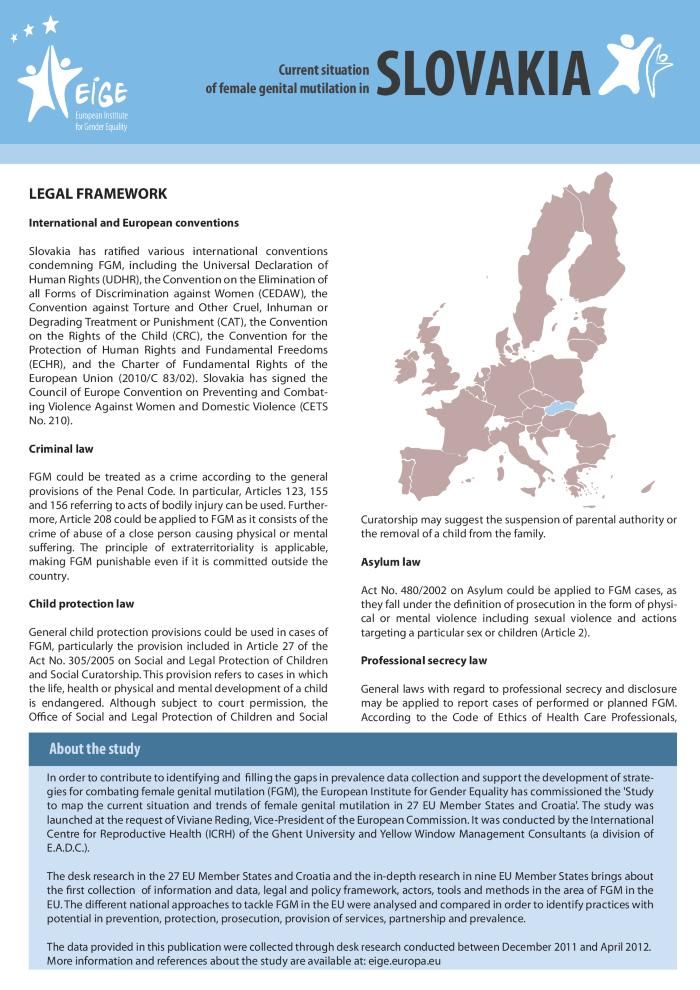 EIGE
European Institute
for Gender Equality
Current situation
of female genital mutilation in
SLOVAKIA
LEGAL FRAMEWORK
International and European conventions
Slovakia has ratified various international conventions
condemning FGM, including the Universal Declaration of
Human Rights (UDHR), the Convention on the Elimination of
all Forms of Discrimination against Women (CEDAW), the
Convention against Torture and Other Cruel, Inhuman or
Degrading Treatment or Punishment (CAT), the Convention
on the Rights of the Child (CRC), the Convention for the
Protection of Human Rights and Fundamental Freedoms
(ECHR), and the Charter of Fundamental Rights of the
European Union (2010/C 83/02). Slovakia has signed the
Council of Europe Convention on Preventing and Combat-
ing Violence Against Women and Domestic Violence (CETS
No. 210).
Criminal law
FGM could be treated as a crime according to the general
provisions of the Penal Code. In particular, Articles 123, 155
and 156 referring to acts of bodily injury can be used. Further-
more, Article 208 could be applied to FGM as it consists of the
crime of abuse of a close person causing physical or mental
suffering. The principle of extraterritoriality is applicable,
making FGM punishable even if it is committed outside the
country.
Child protection law
General child protection provisions could be used in cases of
FGM, particularly the provision included in Article 27 of the
Act No. 305/2005 on Social and Legal Protection of Children
and Social Curatorship. This provision refers to cases in which
the life, health or physical and mental development of a child
is endangered. Although subject to court permission, the
Office of Social and Legal Protection of Children and Social
Curatorship may suggest the suspension of parental authority or
the removal of a child from the family.
Asylum law
Act No. 480/2002 on Asylum could be applied to FGM cases, as
they fall under the definition of prosecution in the form of physi-
cal or mental violence including sexual violence and actions
targeting a particular sex or children (Article 2).
Professional secrecy law
General laws with regard to professional secrecy and disclosure
may be applied to report cases of performed or planned FGM.
According to the Code of Ethics of Health Care Professionals,
About the study
In order to contribute to identifying and filling the gaps in prevalence data collection and support the development of strate-
gies for combating female genital mutilation (FGM), the European Institute for Gender Equality has commissioned the 'Study
to map the current situation and trends of female genital mutilation in 27 EU Member States and Croatia'. The study was
launched at the request of Viviane Reding, Vice-President of the European Commission. It was conducted by the International
Centre for Reproductive Health (ICRH) of the Ghent University and Yellow Window Management Consultants (a division of
E.A.D.C.).
The desk research in the 27 EU Member States and Croatia and the in-depth research in nine EU Member States brings about
the first collection of information and data, legal and policy framework, actors, tools and methods in the area of FGM in the
EU. The different national approaches to tackle FGM in the EU were analysed and compared in order to identify practices with
potential in prevention, protection, prosecution, provision of services, partnership and prevalence.
The data provided in this publication were collected through desk research conducted between December 2011 and April 2012.
More information and references about the study are available at: eige.europa.eu